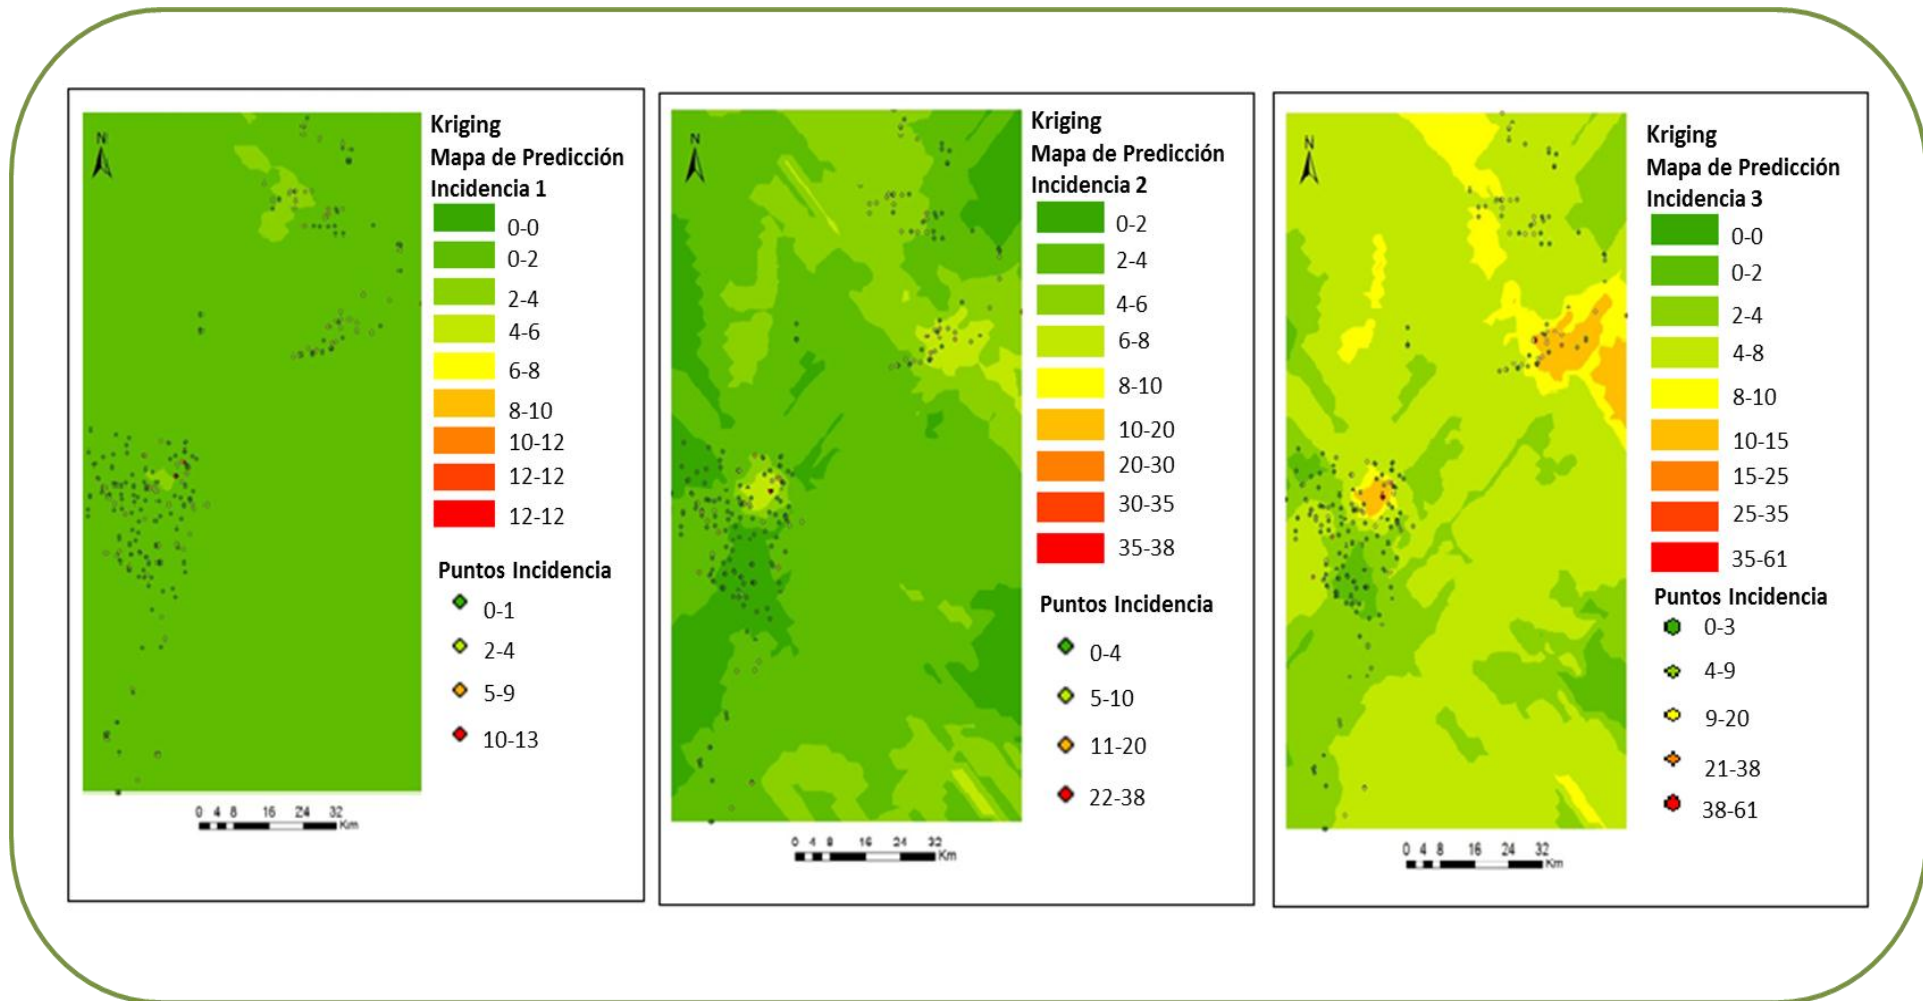 N
Kriging
Mapa de Predicción
Incidencia 1
0-0
0-2
2-4
4-6
6-8
8-10
10-12
12-12
12-12
Puntos Incidencia
0-1
2-4
5-9
10-13
0 4 8 16 24 32
Km
N
Kriging
Mapa de Predicción
Incidencia 2
0-2
2-4
4-6
6-8
8-10
10-20
20-30
30-35
35-38
Puntos Incidencia
0-4
5-10
11-20
22-38
0 4 8 16 24 32
Km
N
Kriging
Mapa de Predicción
Incidencia 3
0-0
0-2
2-4
4-8
8-10
10-15
15-25
25-35
35-61
Puntos Incidencia
0-3
4-9
9-20
21-38
38-61
0 4 8 16 24 32
Km